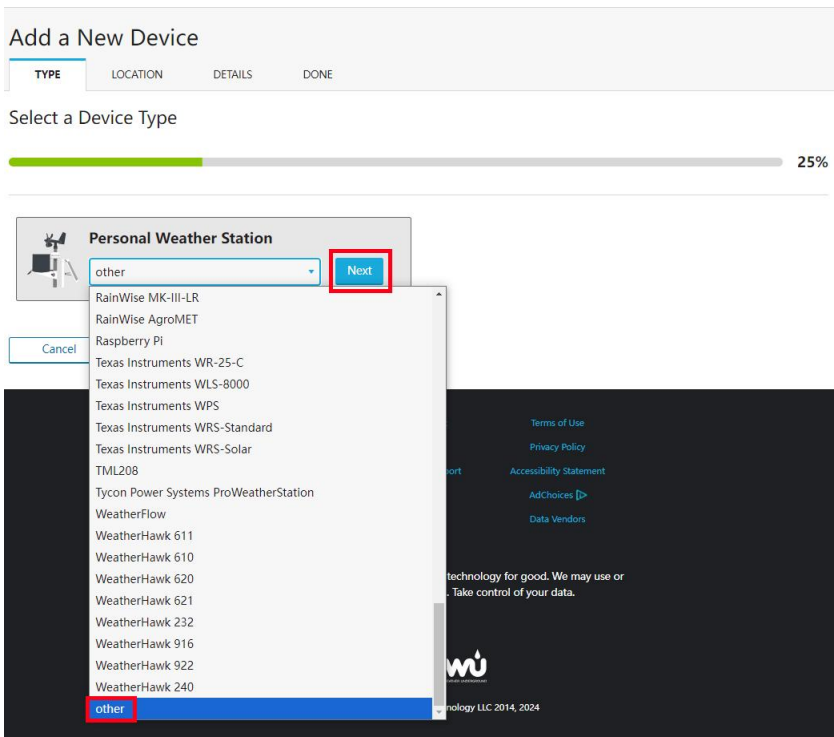 Add a New Device
TYPE LOCATION DETAILS DONE
Select a Device Type
25%
Personal Weather Station
other
Next
RainWise MK-III-LR
RainWise AgroMET
Raspberry Pi
Cancel
Texas Instruments WR-25-C
Texas Instruments WLS-8000
Texas Instruments WPS
Texas Instruments WRS-Standard
Texas Instruments WRS-Solar
TML208
Tycon Power Systems ProWeatherStation
WeatherFlow
WeatherHawk 611
WeatherHawk 610
WeatherHawk 620
WeatherHawk 621
WeatherHawk 232
WeatherHawk 916
WeatherHawk 922
WeatherHawk 240
other
Terms of Use
Privacy Policy
port Accessibility Statement
AdChoices
Data Vendors
technology for good. We may use or
. Take control of your data.
wu
nology LLC 2014, 2024